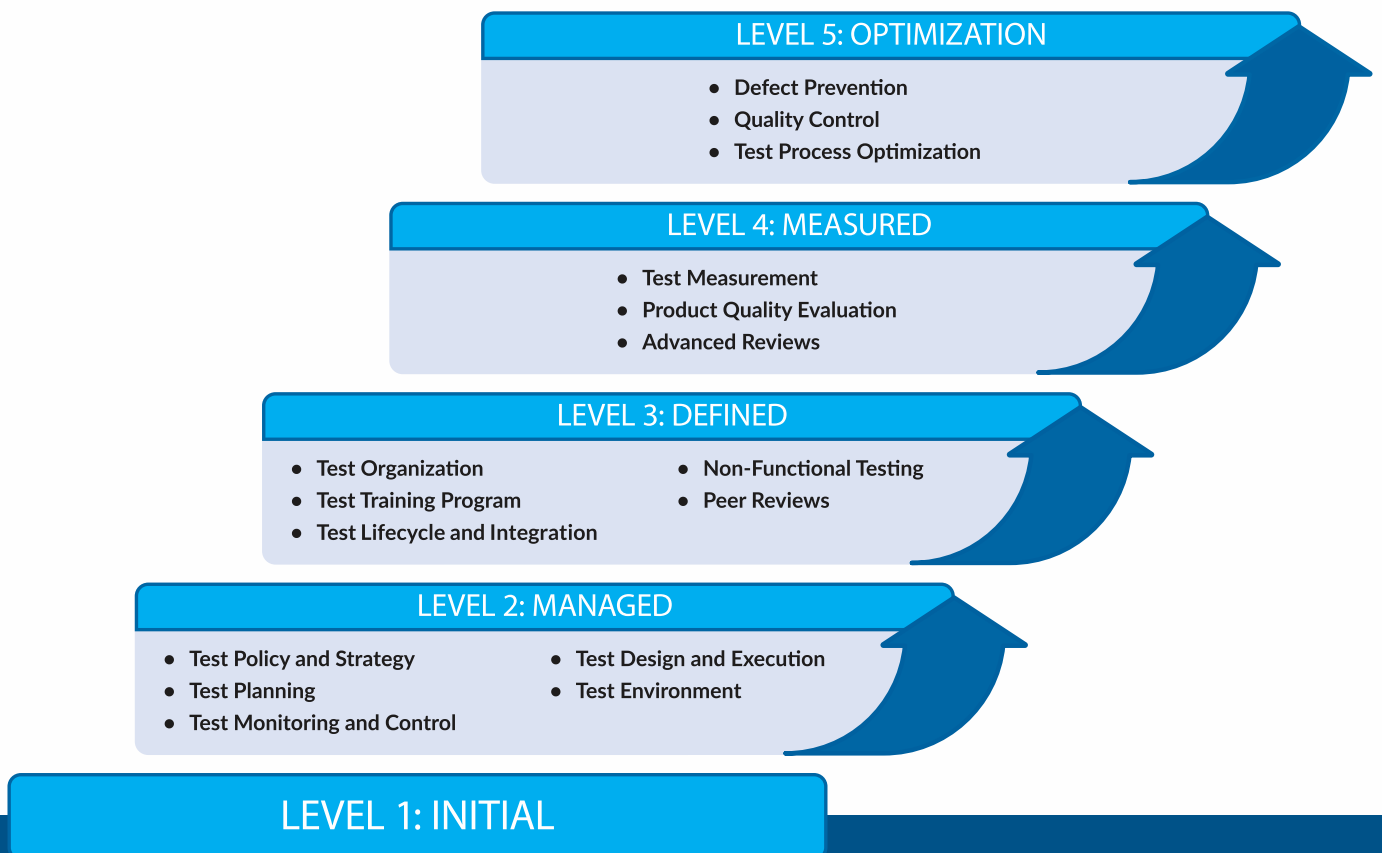 LEVEL 5: OPTIMIZATION
● Defect Prevention
● Quality Control
● Test Process Optimization
LEVEL 4: MEASURED
● Test Measurement
● Product Quality Evaluation
● Advanced Reviews
LEVEL 3: DEFINED
● Test Organization
● Test Training Program
● Test Lifecycle and Integration
● Non-Functional Testing
● Peer Reviews
LEVEL 2: MANAGED
● Test Policy and Strategy
● Test Planning
● Test Monitoring and Control
● Test Design and Execution
● Test Environment
LEVEL 1: INITIAL